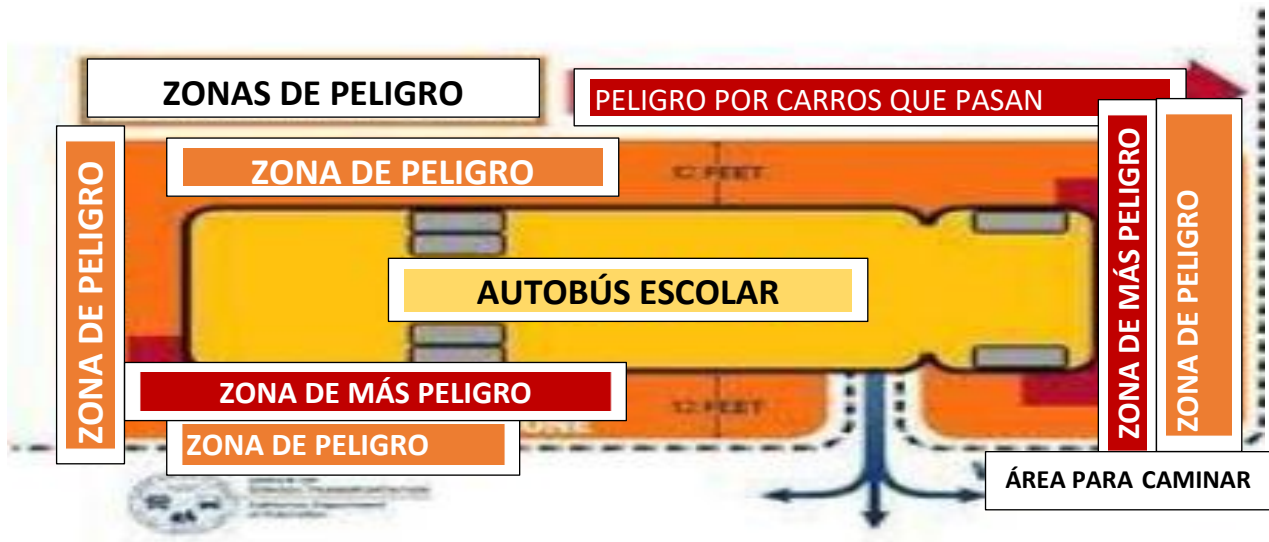 ZONAS DE PELIGRO
PELIGRO POR CARROS QUE PASAN
ZONA DE PELIGRO
ZONA DE PELIGRO
12 FEET
ZONA DE MÁS PELIGRO
ZONA DE PELIGRO
AUTOBÚS ESCOLAR
ZONA DE MÁS PELIGRO
12 FEET
ZONA DE PELIGRO
ÁREA PARA CAMINAR